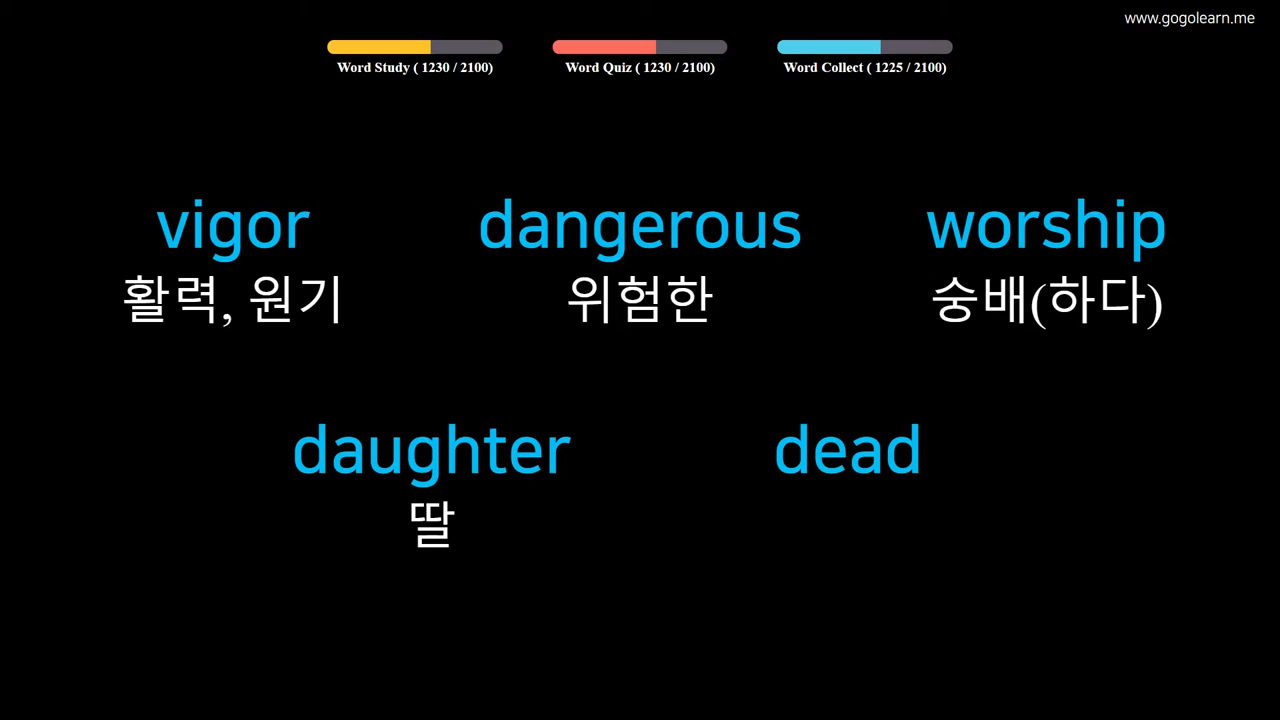 www.gogolearn.me
Word Study ( 1230 / 2100) Word Quiz ( 1230 / 2100) Word Collect ( 1225 / 2100)
vigor dangerous worship
활력, 원기 위험한 숭배(하다)
daughter dead
딸